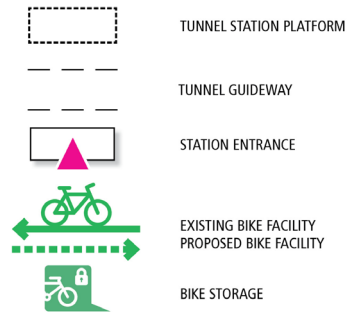 TUNNEL STATION PLATFORM
TUNNEL GUIDEWAY
STATION ENTRANCE
EXISTING BIKE FACILITY
PROPOSED BIKE FACILITY
BIKE STORAGE